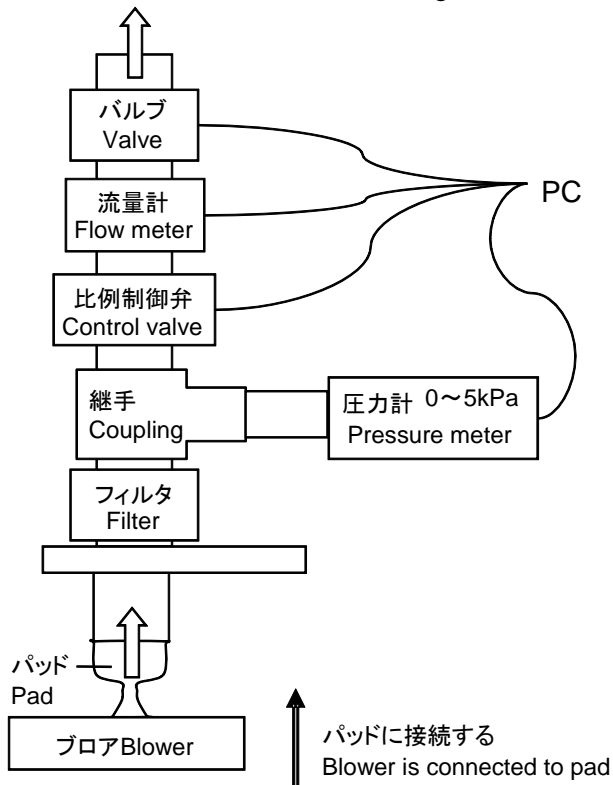 バルブ
Valve
流量計
Flow meter
PC
比例制御弁
Control valve
継手
Coupling
圧力計 0～5kPa
Pressure meter
フィルタ
Filter
パッド
Pad
ブロアBlower
パッドに接続する
Blower is connected to pad